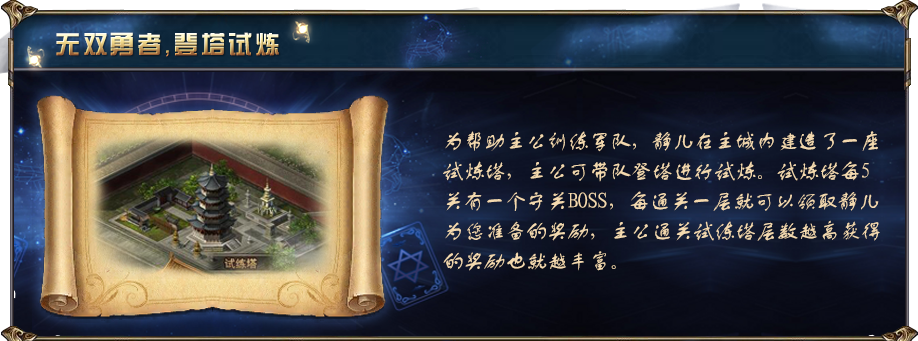 无双勇者,登塔试炼
为帮助主公训练军队，静儿在主城内建造了一座
试炼塔，主公可带队登塔进行试炼。试炼塔每5
关有一个守关BOSS，每通关一层就可以领取静儿
为您准备的奖励，主公通关试练塔层数越高获得
的奖励也就越丰富。
试练塔